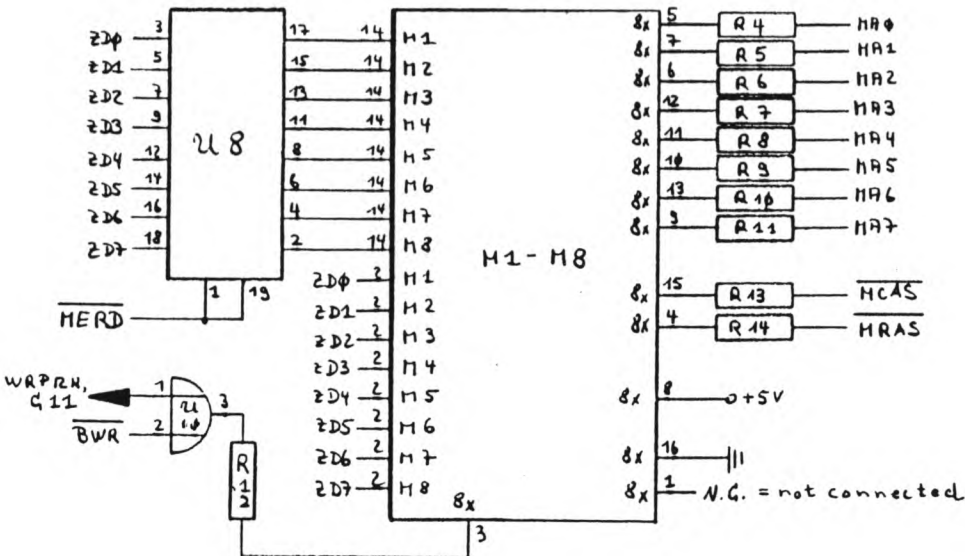 ZDØ 3 17 14 M1 8x 5 R4 MAØ
ZD1 5 15 14 M2 8x 7 R5 MA1
ZD2 7 13 14 M3 8x 6 R6 MA2
ZD3 9 11 14 M4 8x 12 R7 MA3
ZD4 12 8 14 M5 8x 11 R8 MA4
ZD5 14 6 14 M6 8x 1Ø R9 MA5
ZD6 16 4 14 M7 8x 13 R1Ø MA6
ZD7 18 2 14 M8 8x 9 R11 MA7
U8
M1-M8
1 19
MERD
ZDØ 2 M1
ZD1 2 M2
ZD2 2 M3
ZD3 2 M4
ZD4 2 M5
ZD5 2 M6
ZD6 2 M7
ZD7 2 M8
8x 15 R13 MCAS
8x 4 R14 MRAS
8x 8 +5V
8x 16
8x 1 N.C. = not connected
WRPRH,
G11
1
U
1Ø
3
BWR 2
R
12
8x
3